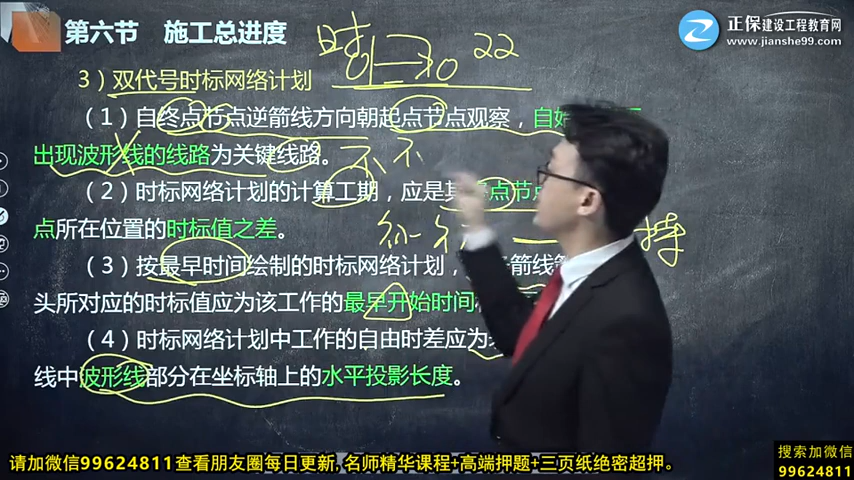 第六节 施工总进度
正保建设工程教育网
www.jianshe99.com
时
22
3）双代号时标网络计划
（1）自终点节点逆箭线方向朝起点节点观察，自始
出现波形线的线路为关键线路。
（2）时标网络计划的计算工期，应是其终点节点
点所在位置的时标值之差。
（3）按最早时间绘制的时标网络计划，
持
头所对应的时标值应为该工作的最早开始时间
（4）时标网络计划中工作的自由时差应为
线中波形线部分在坐标轴上的水平投影长度。
请加微信99624811查看朋友圈每日更新,名师精华课程+高端押题+三页纸绝密超押。
搜索加微信
99624811